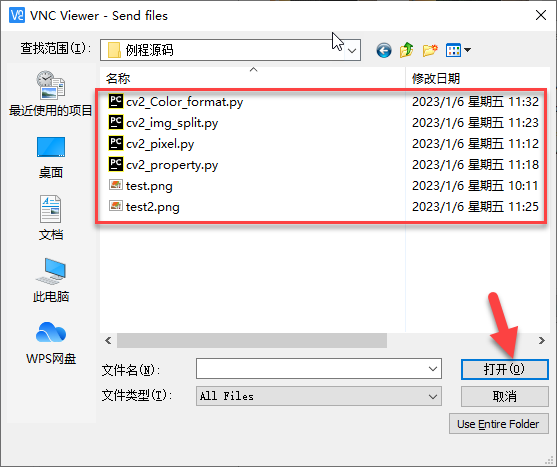 VNC Viewer - Send files
查找范围(I):
例程源码
名称
修改日期
cv2_Color_format.py
2023/1/6 星期五 11:32
cv2_img_split.py
2023/1/6 星期五 11:23
cv2_pixel.py
2023/1/6 星期五 11:12
cv2_property.py
2023/1/6 星期五 11:18
test.png
2023/1/6 星期五 10:11
test2.png
2023/1/6 星期五 11:25
最近使用的项目
桌面
文档
此电脑
WPS网盘
文件名(N):
打开(O)
文件类型(T):
All Files
取消
Use Entire Folder